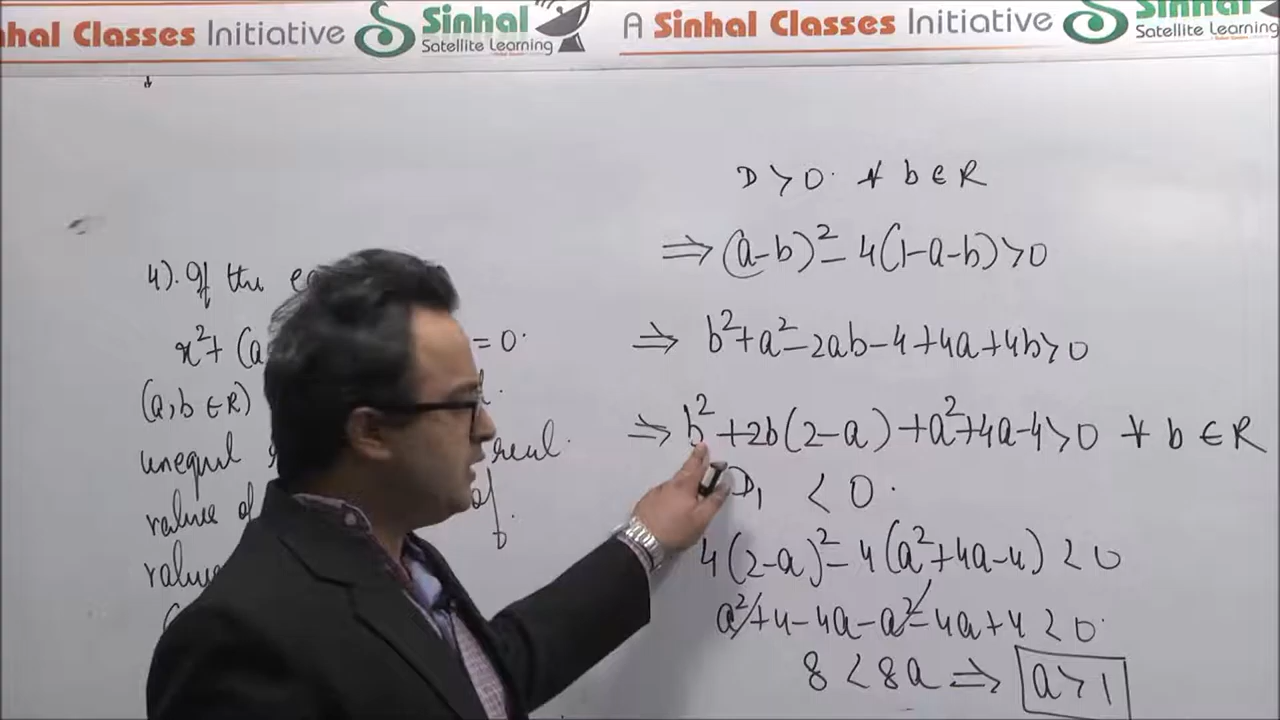 hal Classes Initiative Sinhal Satellite Learning A Sinhal Classes Initiative Sinhal Satellite Learning
4). If the
x²+ (a = 0.
(a,b ∈ R)
unequal real
value of of
b
D > 0. ∀ b ∈ R
⇒ (a-b)² - 4(1-a-b) > 0
⇒ b²+a²-2ab-4+4a+4b > 0
⇒ b²+2b(2-a)+a²+4a-4 > 0 ∀ b ∈ R
D₁ < 0.
4(2-a)² - 4(a²+4a-4) < 0
a²+4-4a-a²-4a+4 < 0.
8 < 8a ⇒ a > 1